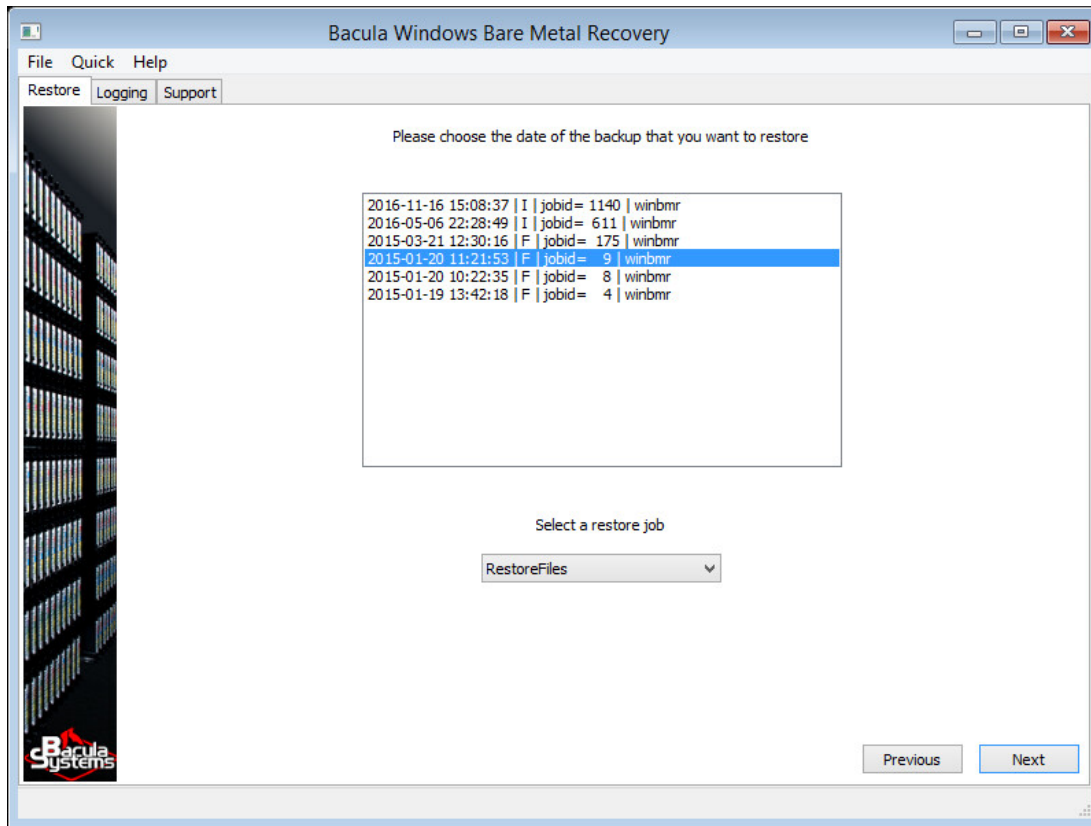 Bacula Windows Bare Metal Recovery
File Quick Help
Restore Logging Support
Please choose the date of the backup that you want to restore
2016-11-16 15:08:37 | I | jobid= 1140 | winbmr
2016-05-06 22:28:49 | I | jobid=  611 | winbmr
2015-03-21 12:30:16 | F | jobid=  175 | winbmr
2015-01-20 11:21:53 | F | jobid=    9 | winbmr
2015-01-20 10:22:35 | F | jobid=    8 | winbmr
2015-01-19 13:42:18 | F | jobid=    4 | winbmr
Select a restore job
RestoreFiles
Bacula
Systems
Previous Next